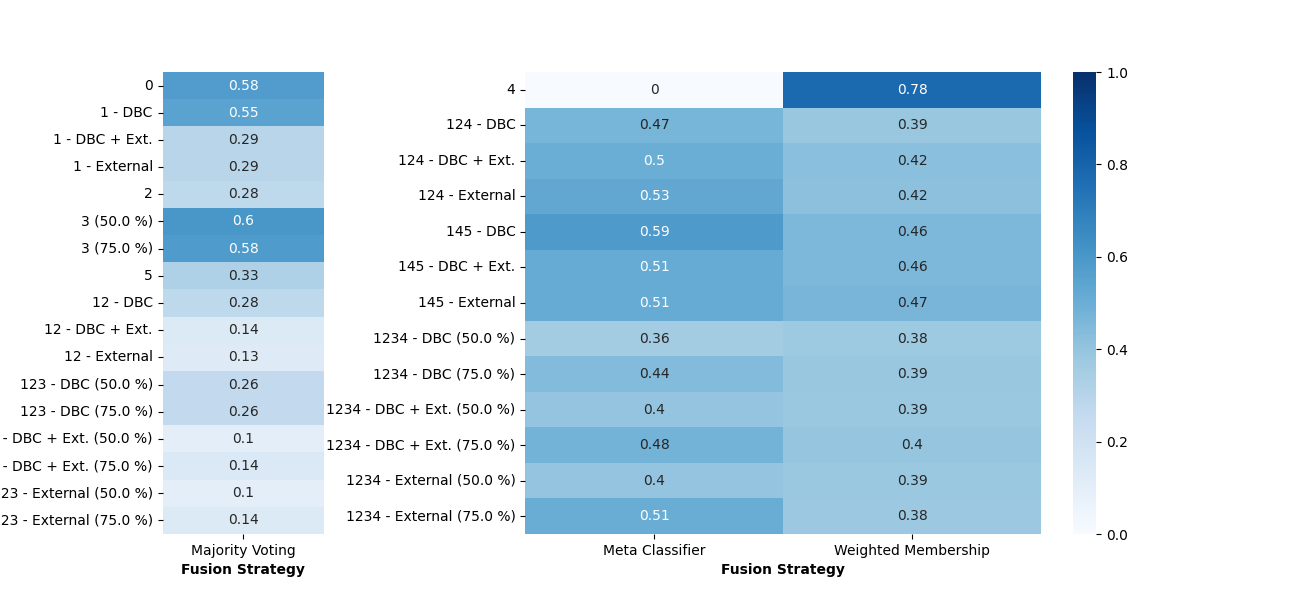 0 0.58
1 - DBC 0.55
1 - DBC + Ext. 0.29
1 - External 0.29
2 0.28
3 (50.0 %) 0.6
3 (75.0 %) 0.58
5 0.33
12 - DBC 0.28
12 - DBC + Ext. 0.14
12 - External 0.13
123 - DBC (50.0 %) 0.26
123 - DBC (75.0 %) 0.26
- DBC + Ext. (50.0 %) 0.1
- DBC + Ext. (75.0 %) 0.14
23 - External (50.0 %) 0.1
23 - External (75.0 %) 0.14
Majority Voting
Fusion Strategy
4 0 0.78
124 - DBC 0.47 0.39
124 - DBC + Ext. 0.5 0.42
124 - External 0.53 0.42
145 - DBC 0.59 0.46
145 - DBC + Ext. 0.51 0.46
145 - External 0.51 0.47
1234 - DBC (50.0 %) 0.36 0.38
1234 - DBC (75.0 %) 0.44 0.39
1234 - DBC + Ext. (50.0 %) 0.4 0.39
1234 - DBC + Ext. (75.0 %) 0.48 0.4
1234 - External (50.0 %) 0.4 0.39
1234 - External (75.0 %) 0.51 0.38
Meta Classifier Weighted Membership
Fusion Strategy
1.0
0.8
0.6
0.4
0.2
0.0